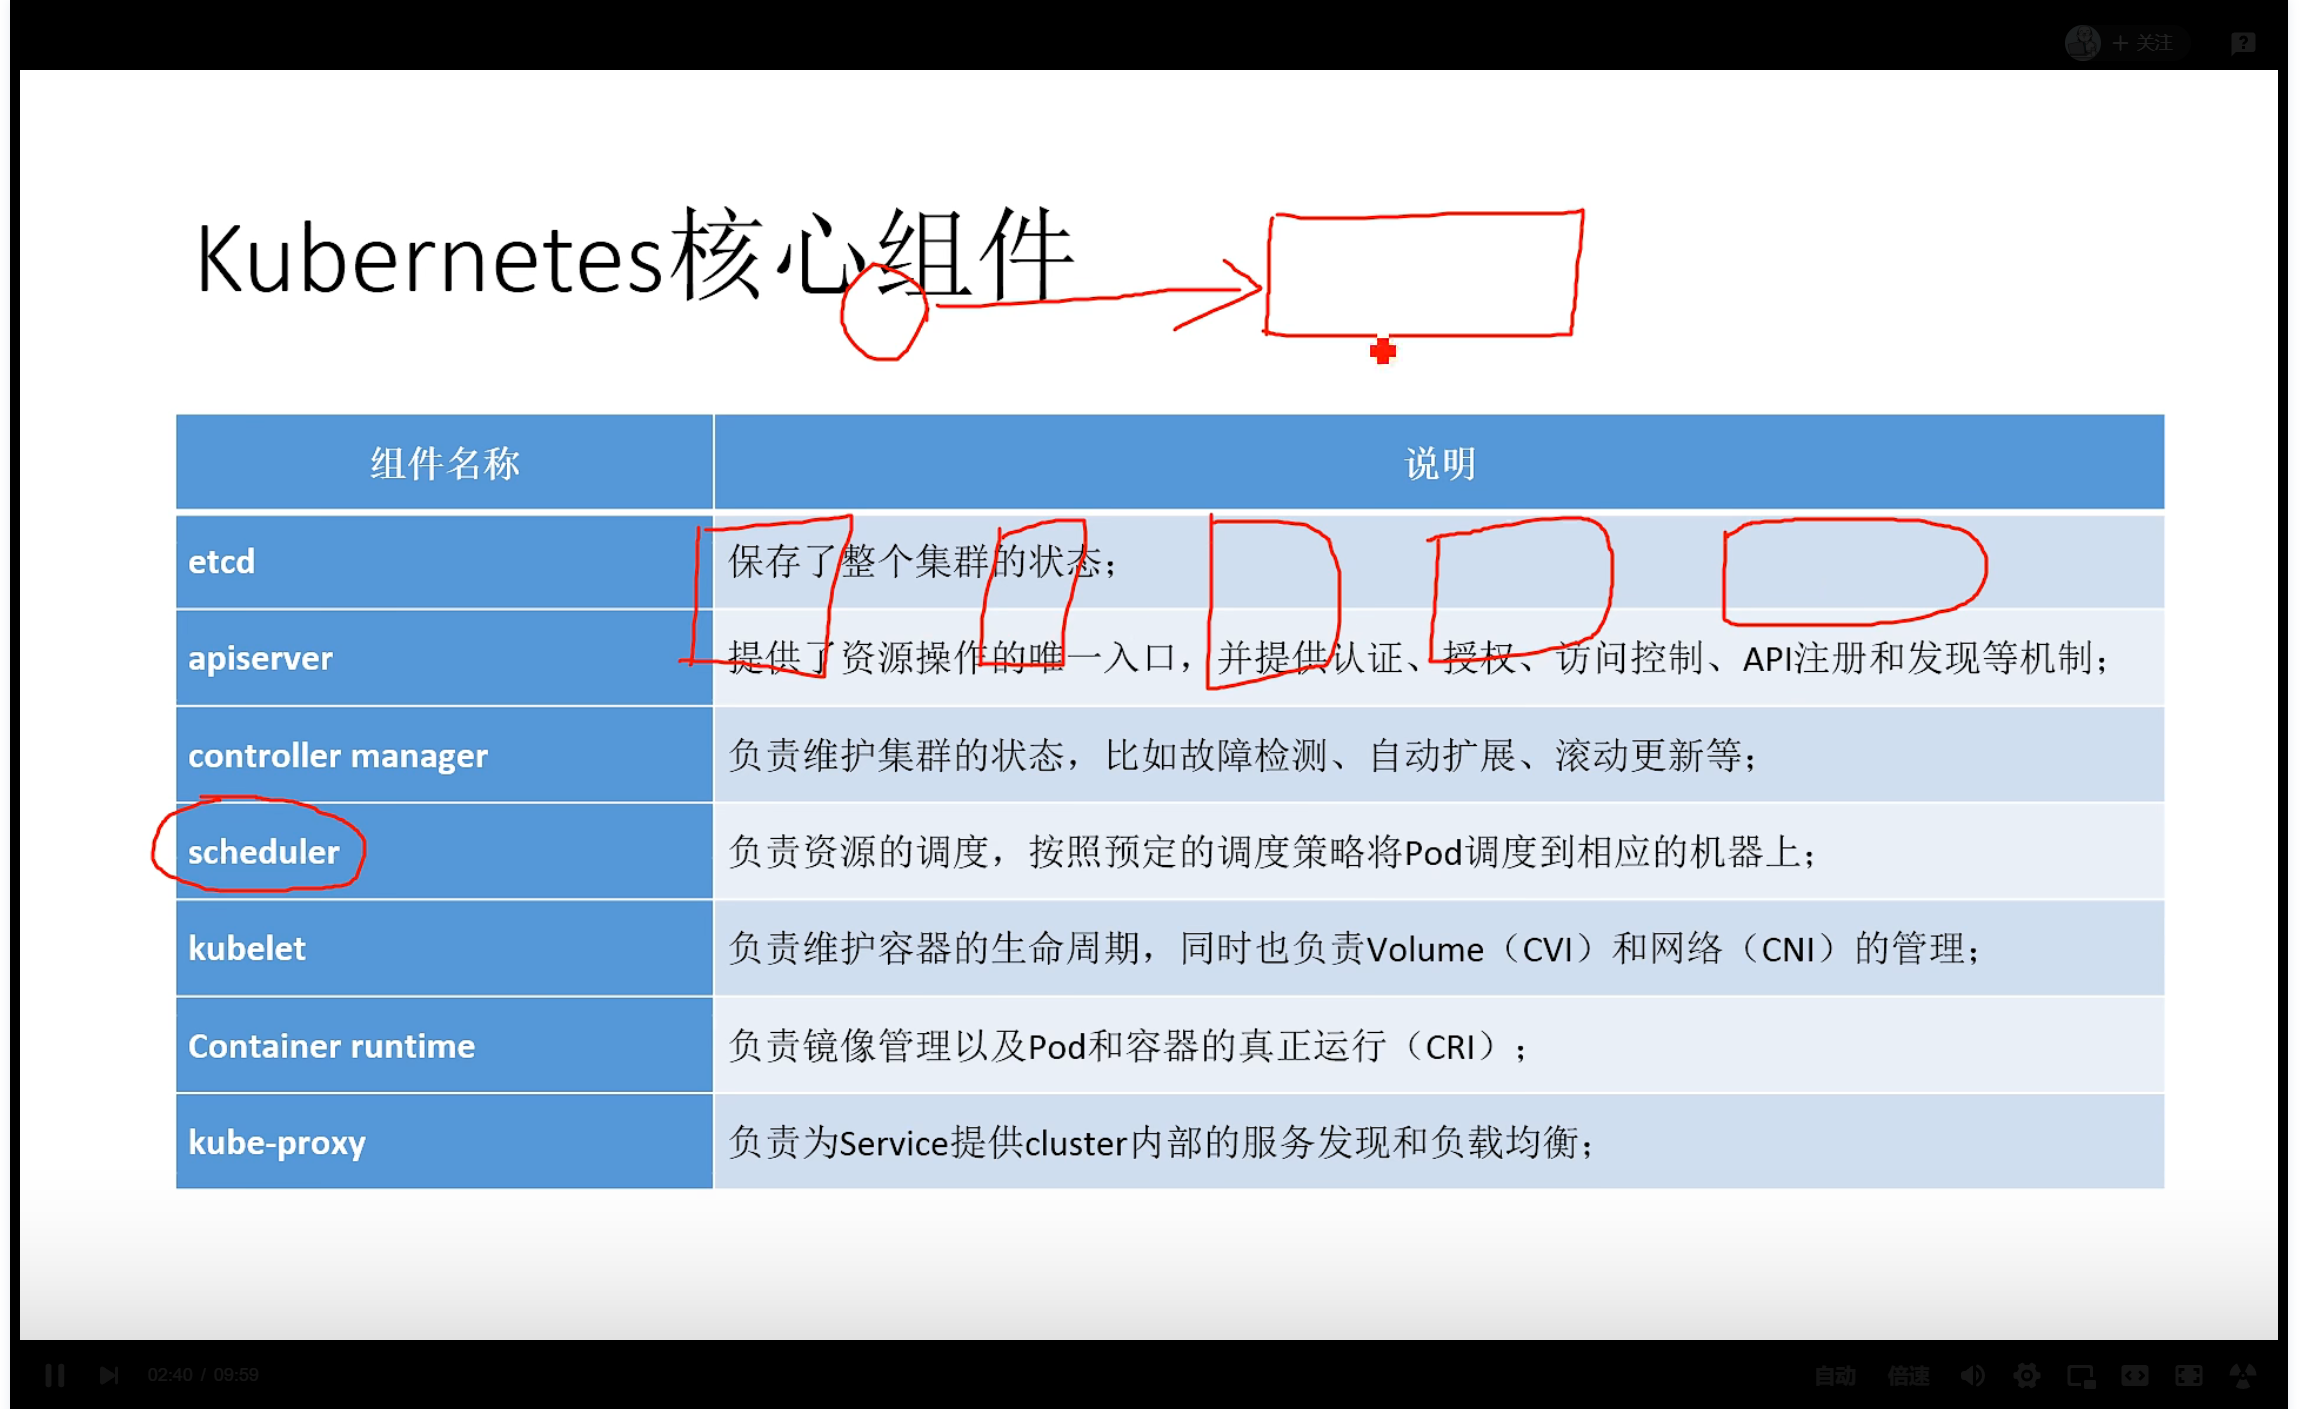 + 关注
Kubernetes核心组件
组件名称 说明
etcd 保存了整个集群的状态；
apiserver 提供了资源操作的唯一入口，并提供认证、授权、访问控制、API注册和发现等机制；
controller manager 负责维护集群的状态，比如故障检测、自动扩展、滚动更新等；
scheduler 负责资源的调度，按照预定的调度策略将Pod调度到相应的机器上；
kubelet 负责维护容器的生命周期，同时也负责Volume（CVI）和网络（CNI）的管理；
Container runtime 负责镜像管理以及Pod和容器的真正运行（CRI）；
kube-proxy 负责为Service提供cluster内部的服务发现和负载均衡；
02:40 / 09:59 自动 倍速